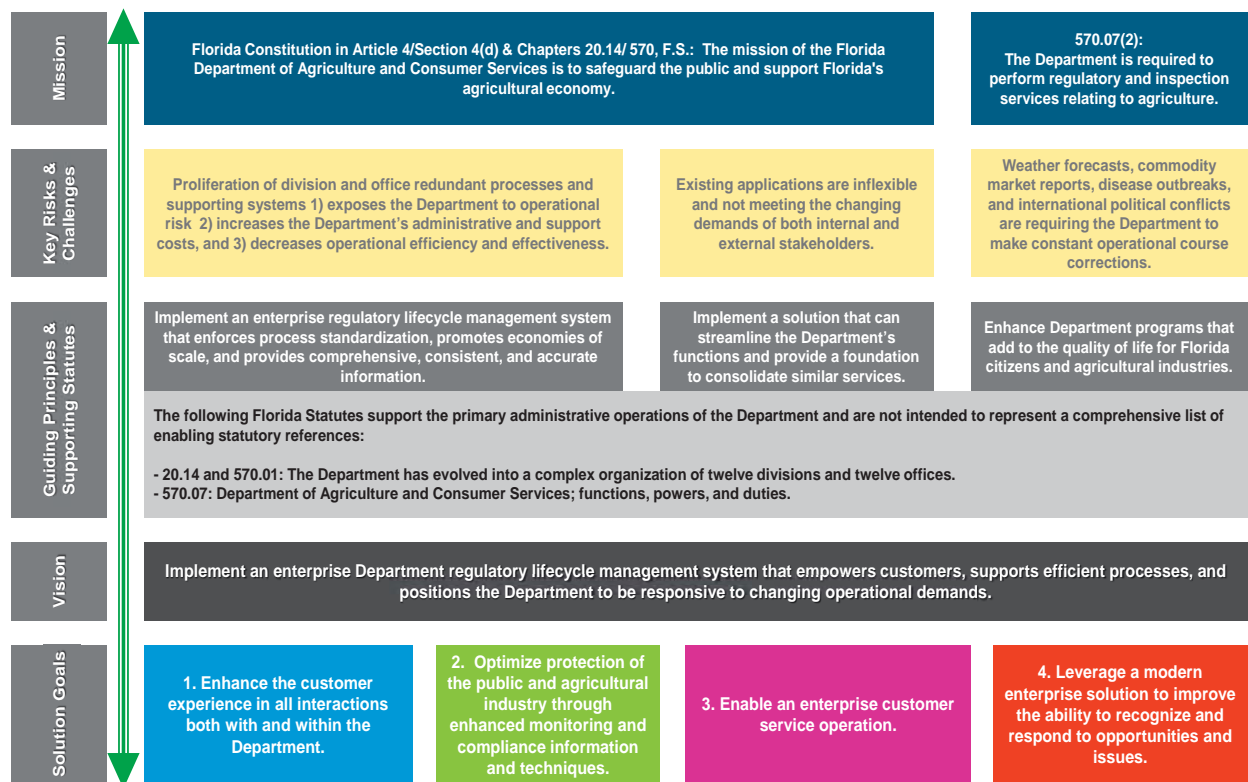 Mission
Florida Constitution in Article 4/Section 4(d) & Chapters 20.14/ 570, F.S.:  The mission of the Florida
Department of Agriculture and Consumer Services is to safeguard the public and support Florida's
agricultural economy.
570.07(2):
The Department is required to
perform regulatory and inspection
services relating to agriculture.
Key Risks &
Challenges
Proliferation of division and office redundant processes and
supporting systems 1) exposes the Department to operational
risk  2) increases the Department’s administrative and support
costs, and 3) decreases operational efficiency and effectiveness.
Existing applications are inflexible
and not meeting the changing
demands of both internal and
external stakeholders.
Weather forecasts, commodity
market reports, disease outbreaks,
and international political conflicts
are requiring the Department to
make constant operational course
corrections.
Guiding Principles &
Supporting Statutes
Implement an enterprise regulatory lifecycle management system
that enforces process standardization, promotes economies of
scale, and provides comprehensive, consistent, and accurate
information.
Implement a solution that can
streamline the Department’s
functions and provide a foundation
to consolidate similar services.
Enhance Department programs that
add to the quality of life for Florida
citizens and agricultural industries.
The following Florida Statutes support the primary administrative operations of the Department and are not intended to represent a comprehensive list of
enabling statutory references:
- 20.14 and 570.01: The Department has evolved into a complex organization of twelve divisions and twelve offices.
- 570.07: Department of Agriculture and Consumer Services; functions, powers, and duties.
Vision
Implement an enterprise Department regulatory lifecycle management system that empowers customers, supports efficient processes, and
positions the Department to be responsive to changing operational demands.
Solution Goals
1. Enhance the customer
experience in all interactions
both with and within the
Department.
2.  Optimize protection of
the public and agricultural
industry through
enhanced monitoring and
compliance information
and techniques.
3. Enable an enterprise customer
service operation.
4. Leverage a modern
enterprise solution to improve
the ability to recognize and
respond to opportunities and
issues.